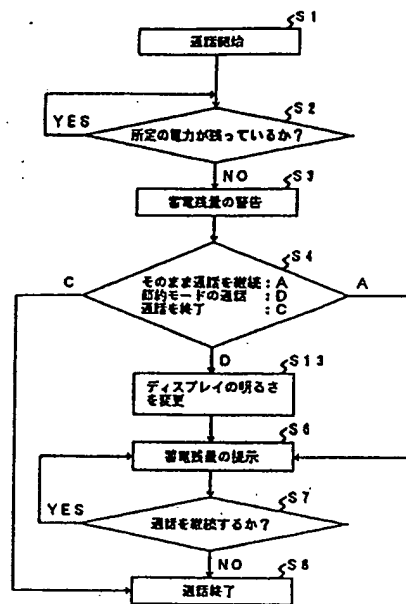 S1
通話開始
S2
所定の電力が残っているか？
YES
NO
S3
蓄電残量の警告
S4
C
そのまま通話を継続：A
節約モードの通話：D
通話を終了：C
A
D
S13
ディスプレイの明るさ
を変更
S6
蓄電残量の提示
S7
YES
通話を継続するか？
NO
S8
通話終了